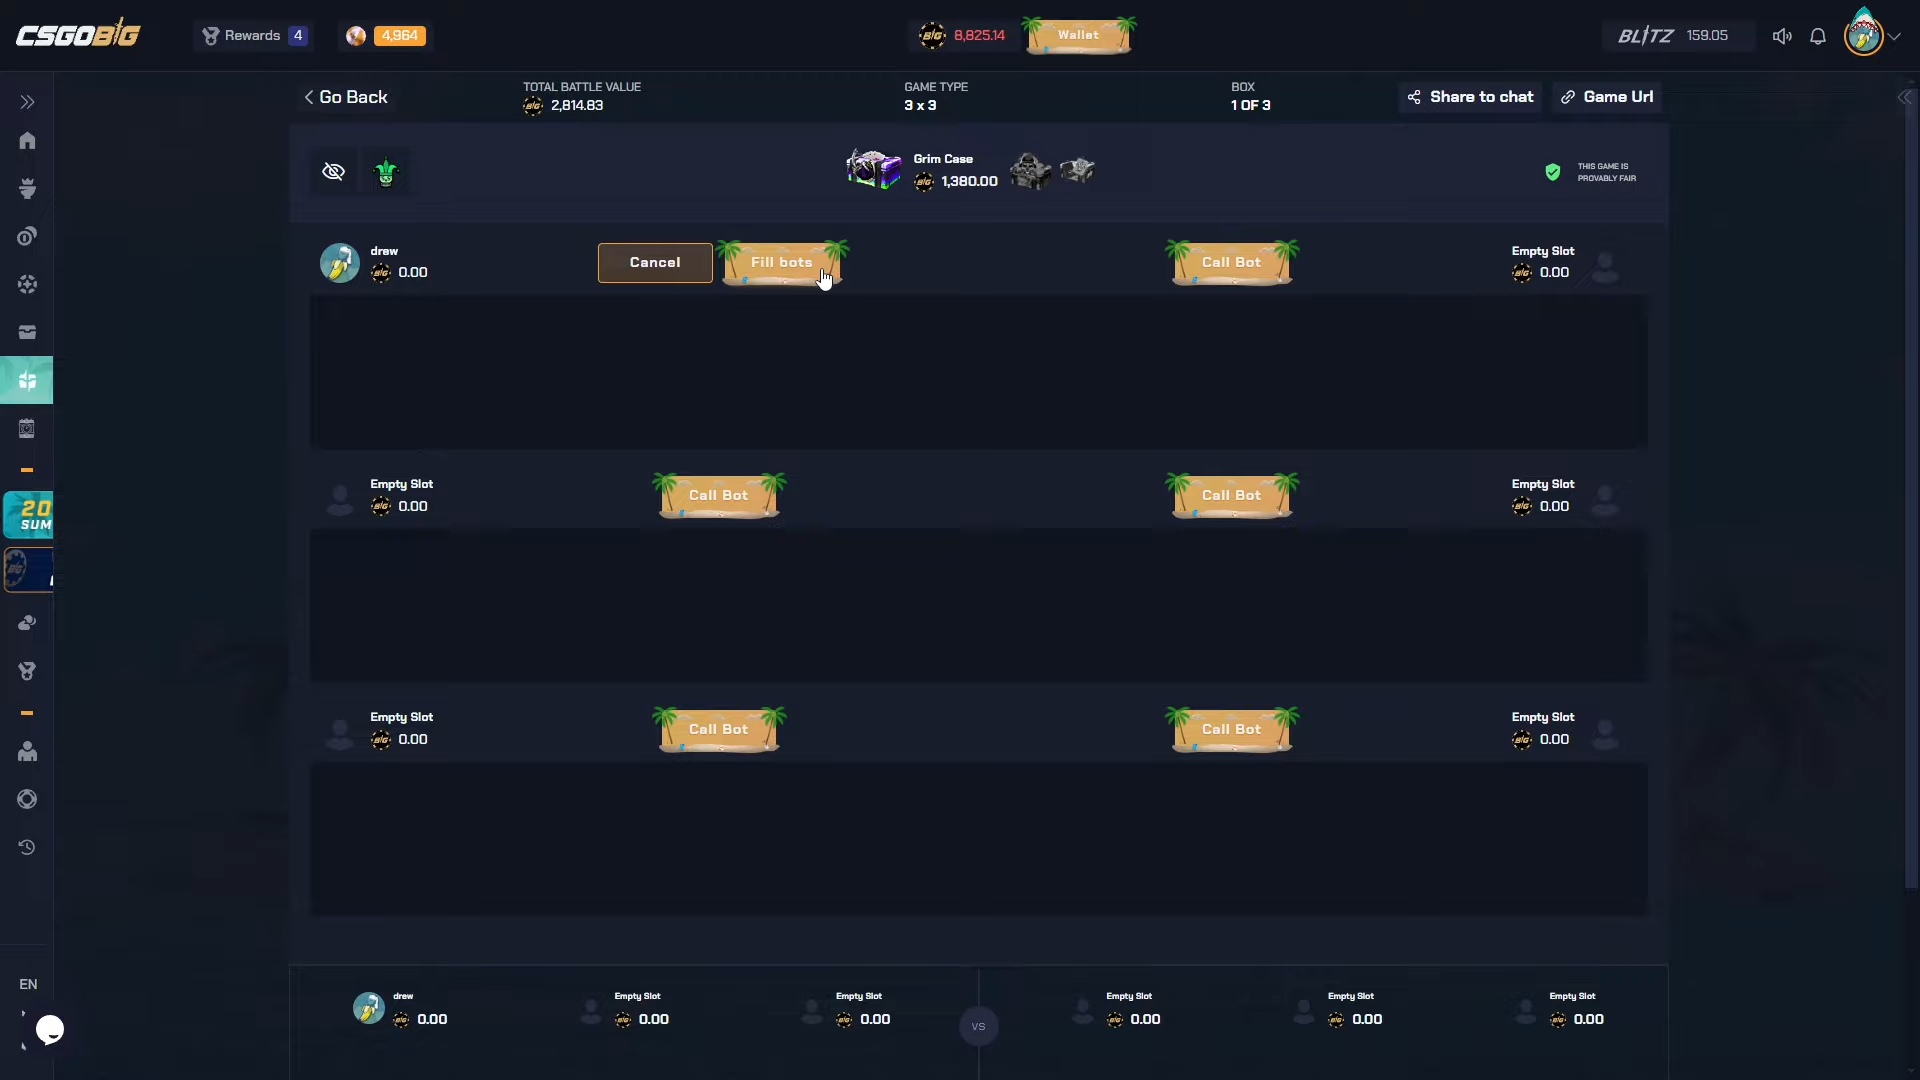 CSGOBIG
Rewards 4
4,964
8,825.14
Wallet
BLITZ 159.05
Go Back
TOTAL BATTLE VALUE
2,814.83
GAME TYPE
3 x 3
BOX
1 OF 3
Share to chat
Game Url
Grim Case
1,380.00
THIS GAME IS
PROVABLY FAIR
drew
0.00
Cancel
Fill bots
Call Bot
Empty Slot
0.00
Empty Slot
0.00
Call Bot
Call Bot
Empty Slot
0.00
20
SUM
Empty Slot
0.00
Call Bot
Call Bot
Empty Slot
0.00
EN
drew
0.00
Empty Slot
0.00
Empty Slot
0.00
VS
Empty Slot
0.00
Empty Slot
0.00
Empty Slot
0.00